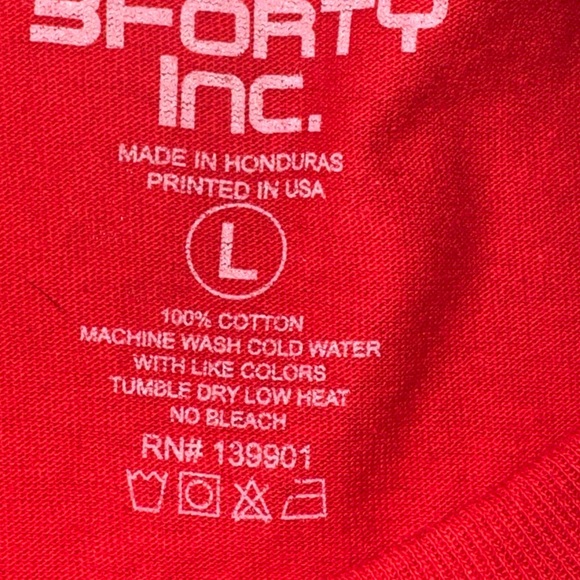 3FORTY
INC.
MADE IN HONDURAS
PRINTED IN USA
L
100% COTTON
MACHINE WASH COLD WATER
WITH LIKE COLORS
TUMBLE DRY LOW HEAT
NO BLEACH
RN# 139901